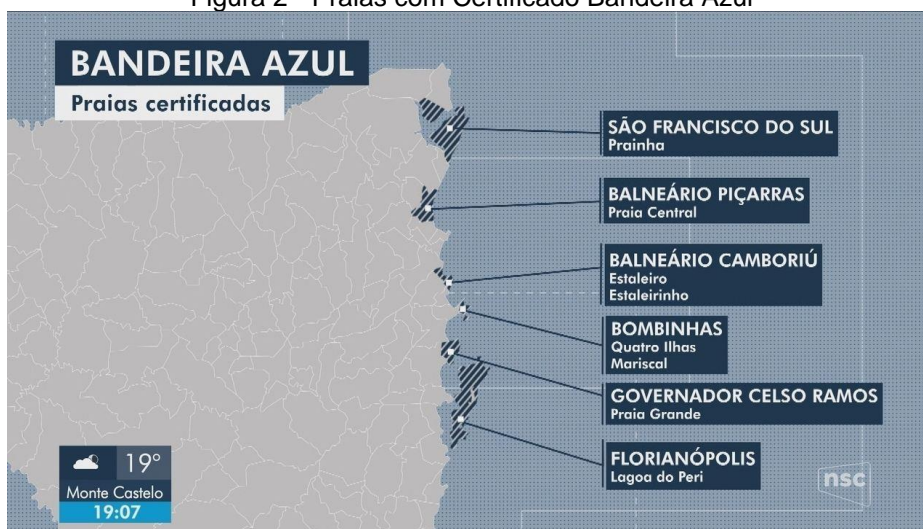 Figura 2 - Praias com Certificado Bandeira Azul
BANDEIRA AZUL
Praias certificadas
SÃO FRANCISCO DO SUL
Prainha
BALNEÁRIO PIÇARRAS
Praia Central
BALNEÁRIO CAMBORIÚ
Estaleiro
Estaleirinho
BOMBINHAS
Quatro Ilhas
Mariscal
GOVERNADOR CELSO RAMOS
Praia Grande
FLORIANÓPOLIS
Lagoa do Peri
19°
Monte Castelo
19:07
nsc